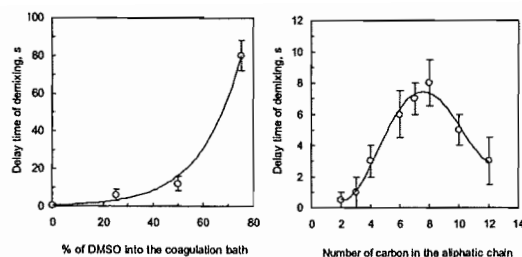 Delay time of demixing, s
100
80
60
40
20
0
0 20 40 60 80
% of DMSO into the coagulation bath
Delay time of demixing, s
12
10
8
6
4
2
0
0 2 4 6 8 10 12 14
Number of carbon in the aliphatic chain